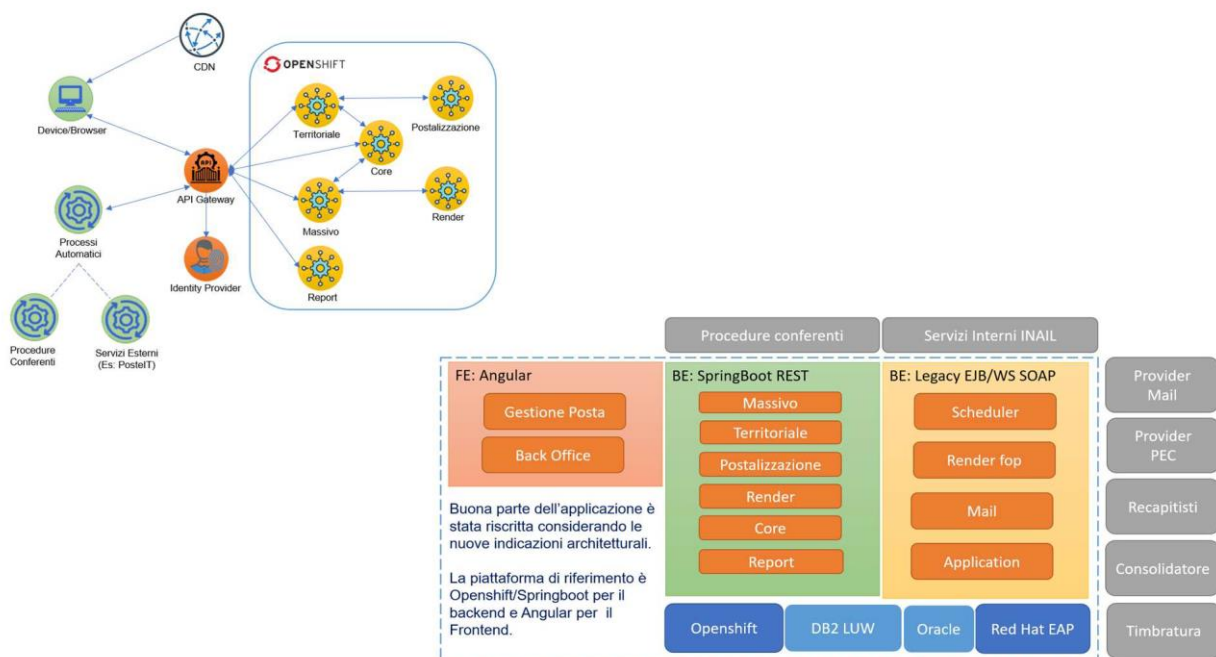 CDN
OPENSHIFT
Device/Browser
Territoriale
Postalizzazione
Core
API
API Gateway
Massivo
Render
Processi
Automatici
Identity Provider
Report
Procedure
Conferenti
Servizi Esterni
(Es: PosteIT)
Procedure conferenti
Servizi Interni INAIL
FE: Angular
Gestione Posta
Back Office
Buona parte dell'applicazione è
stata riscritta considerando le
nuove indicazioni architetturali.
La piattaforma di riferimento è
Openshift/Springboot per il
backend e Angular per il
Frontend.
BE: SpringBoot REST
Massivo
Territoriale
Postalizzazione
Render
Core
Report
BE: Legacy EJB/WS SOAP
Scheduler
Render fop
Mail
Application
Openshift
DB2 LUW
Oracle
Red Hat EAP
Provider
Mail
Provider
PEC
Recapitisti
Consolidatore
Timbratura